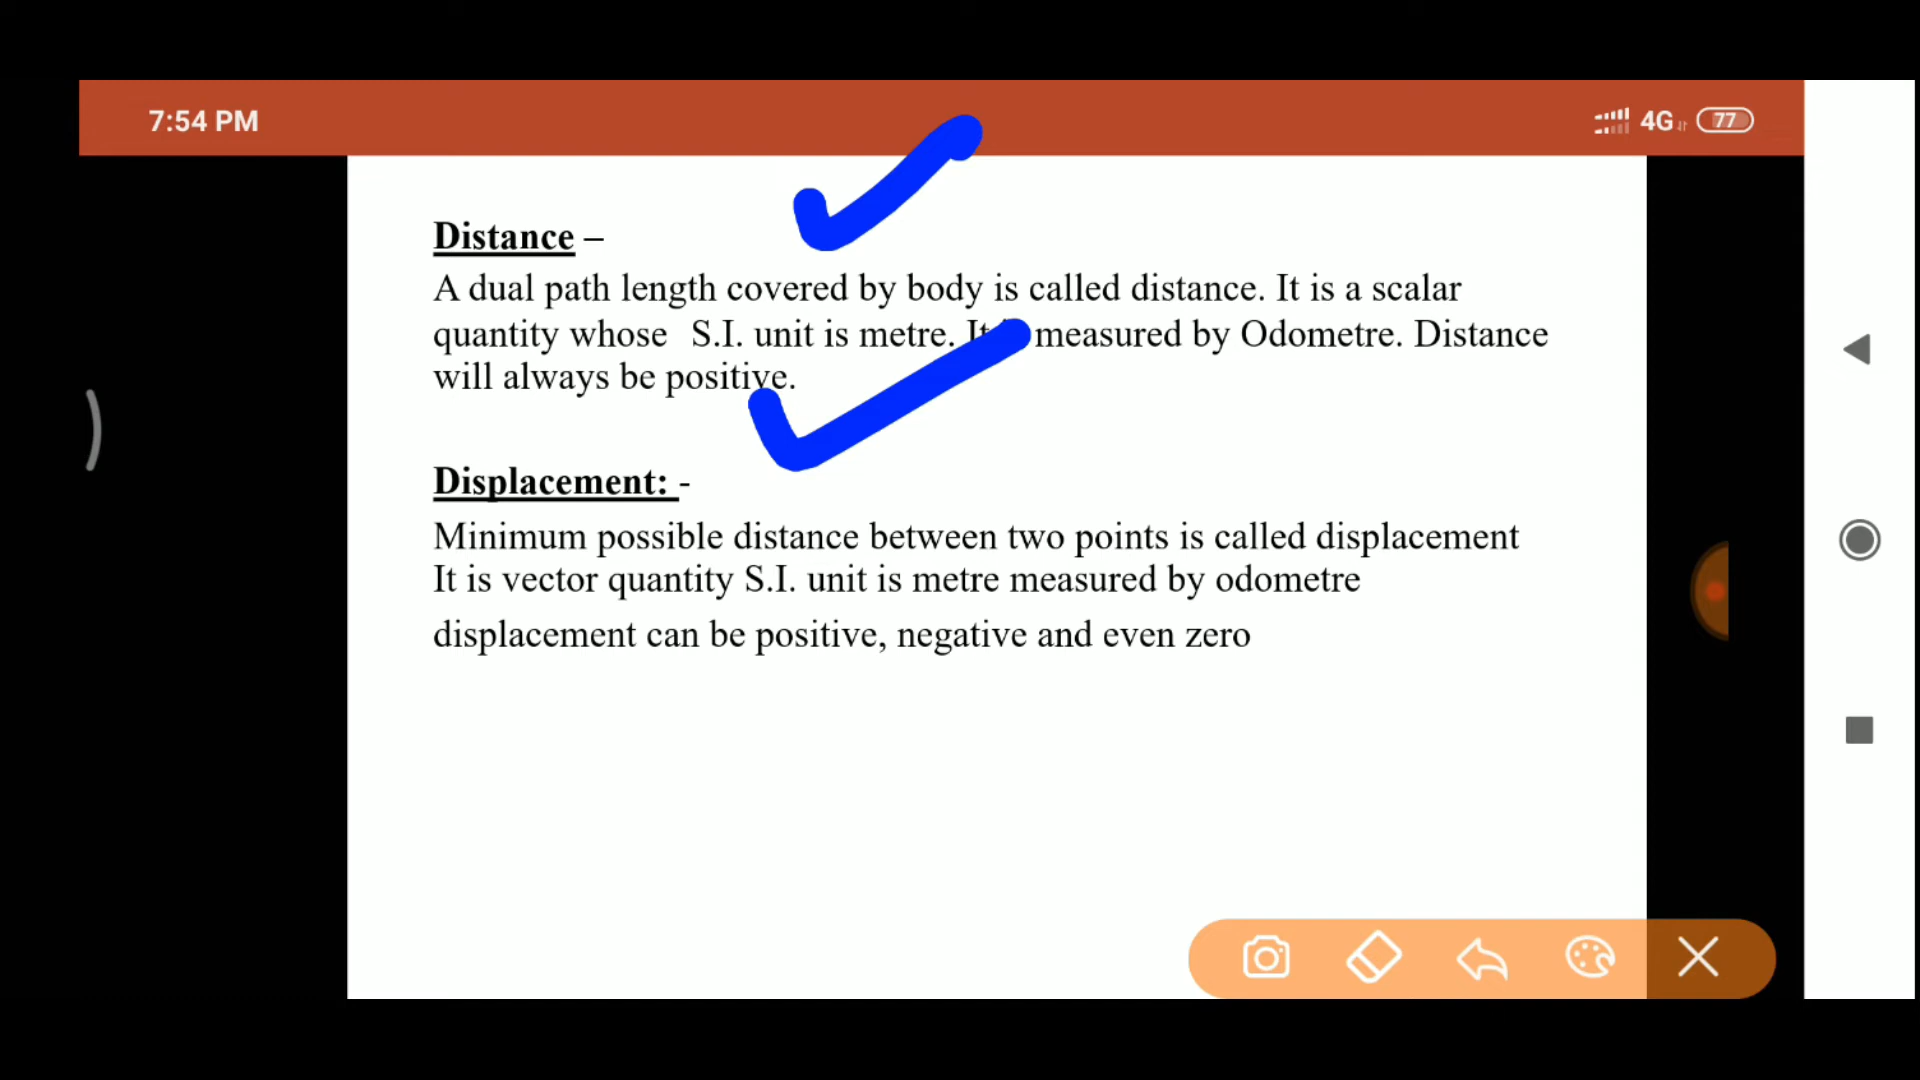 7:54 PM
4G
77
Distance –
A dual path length covered by body is called distance. It is a scalar
quantity whose S.I. unit is metre. It measured by Odometre. Distance
will always be positive.
Displacement: -
Minimum possible distance between two points is called displacement
It is vector quantity S.I. unit is metre measured by odometre
displacement can be positive, negative and even zero